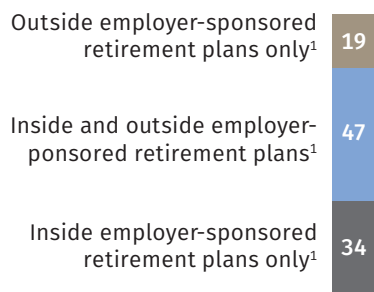 Outside employer-sponsored
retirement plans only¹
19
Inside and outside employer-
ponsored retirement plans¹
47
Inside employer-sponsored
retirement plans only¹
34